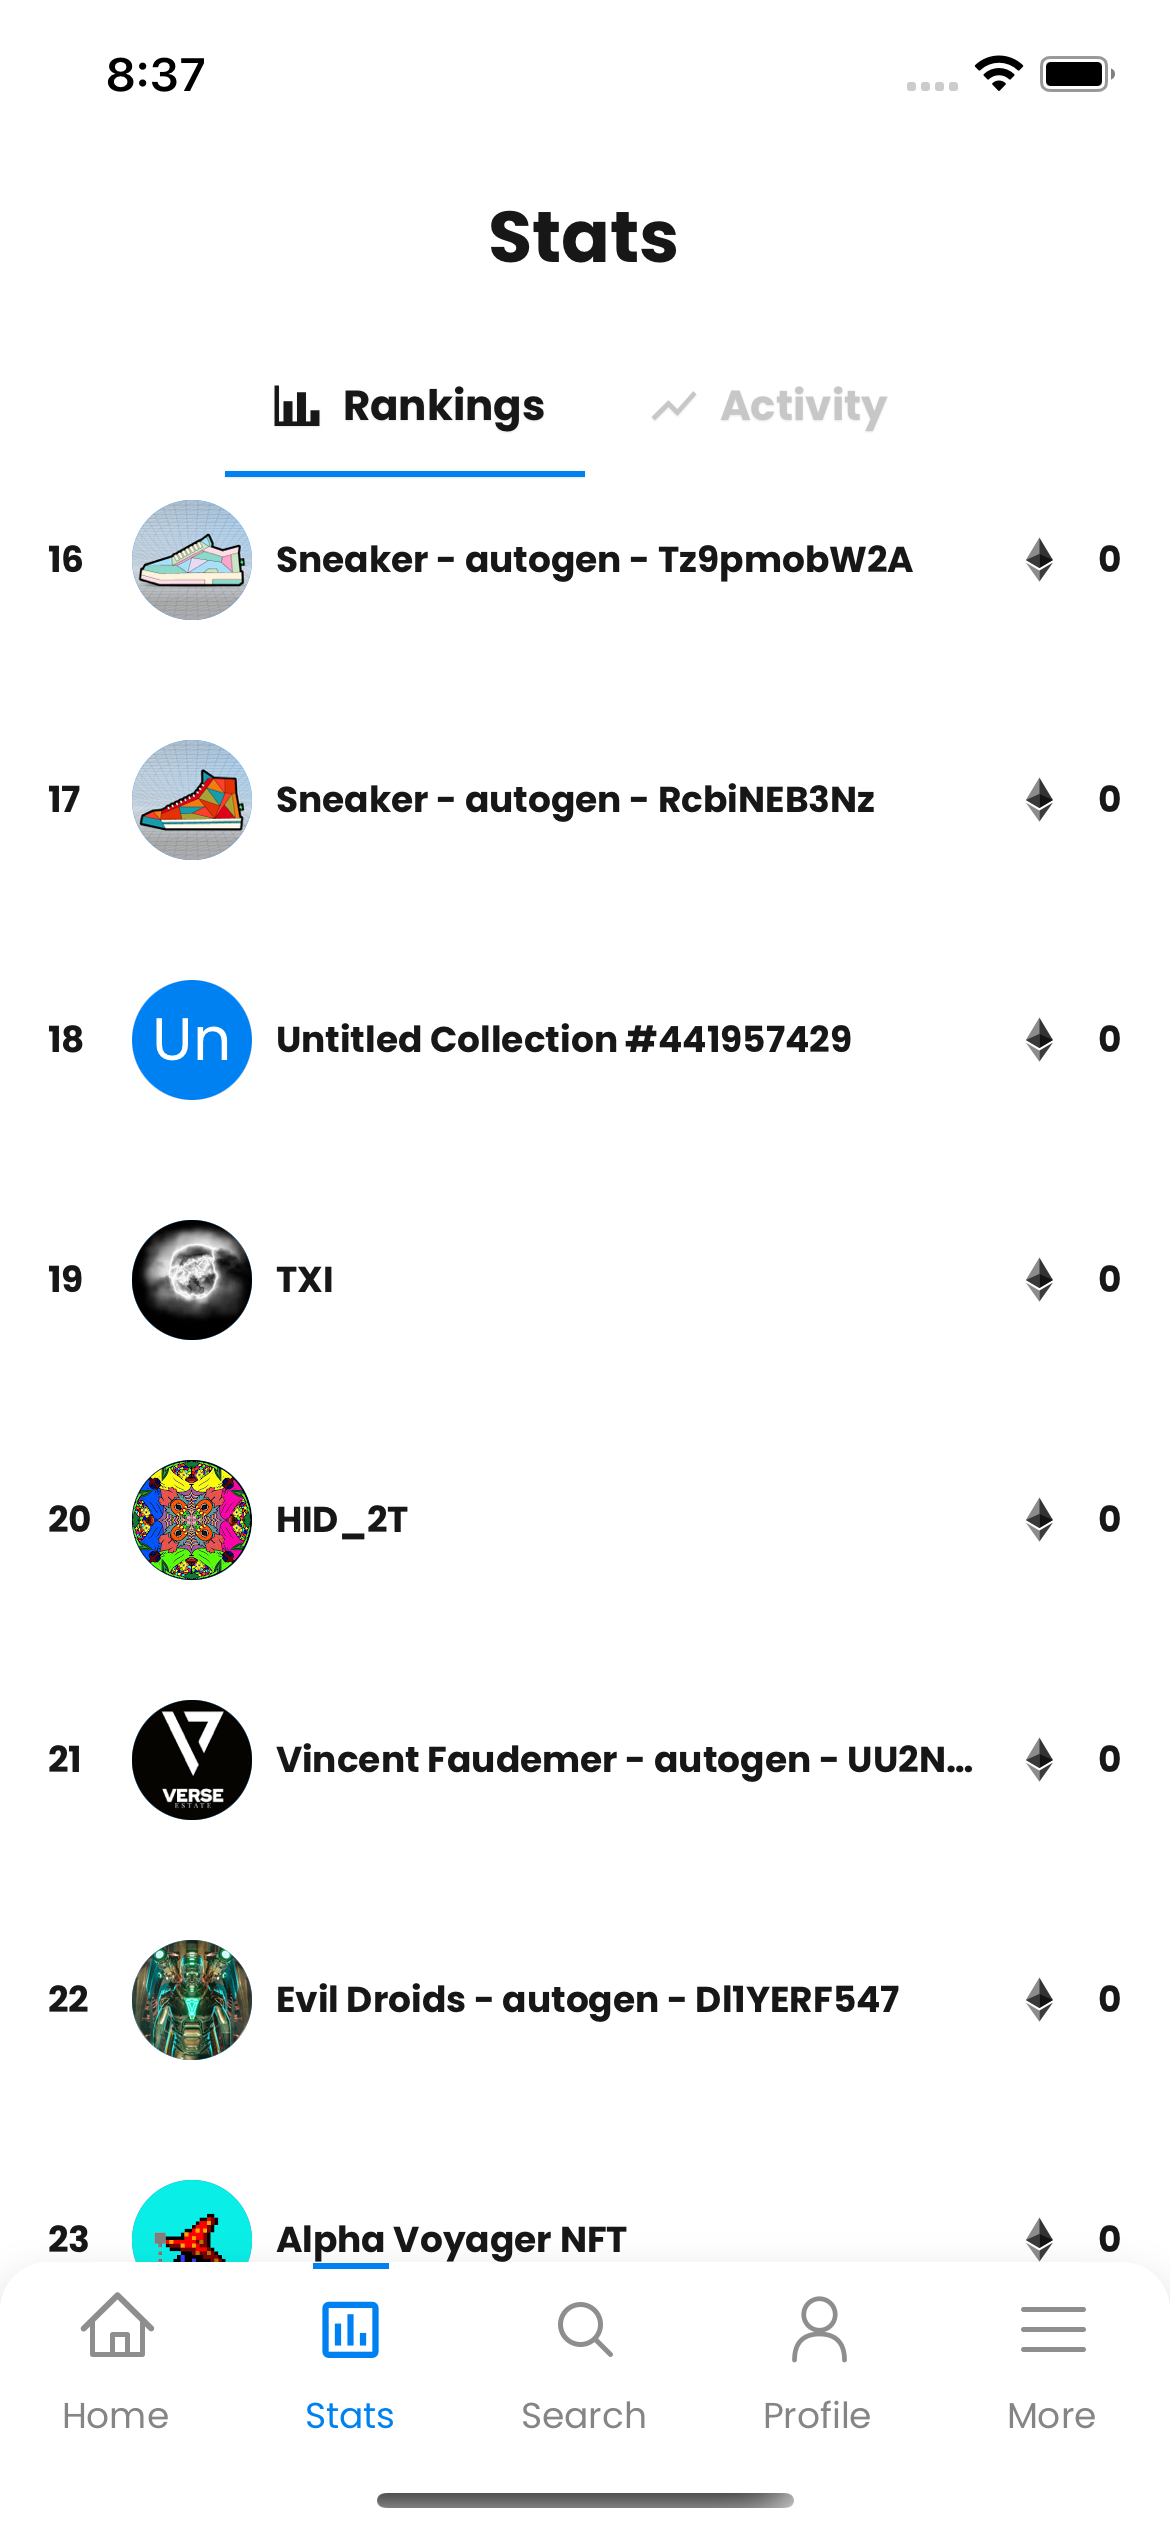 8:37
Stats
Rankings Activity
16 Sneaker - autogen - Tz9pmobW2A 0
17 Sneaker - autogen - RcbiNEB3Nz 0
18 Un Untitled Collection #441957429 0
19 TXI 0
20 HID_2T 0
21 VERSE ESTATE Vincent Faudemer - autogen - UU2N... 0
22 Evil Droids - autogen - Dl1YERF547 0
23 Alpha Voyager NFT 0
Home Stats Search Profile More